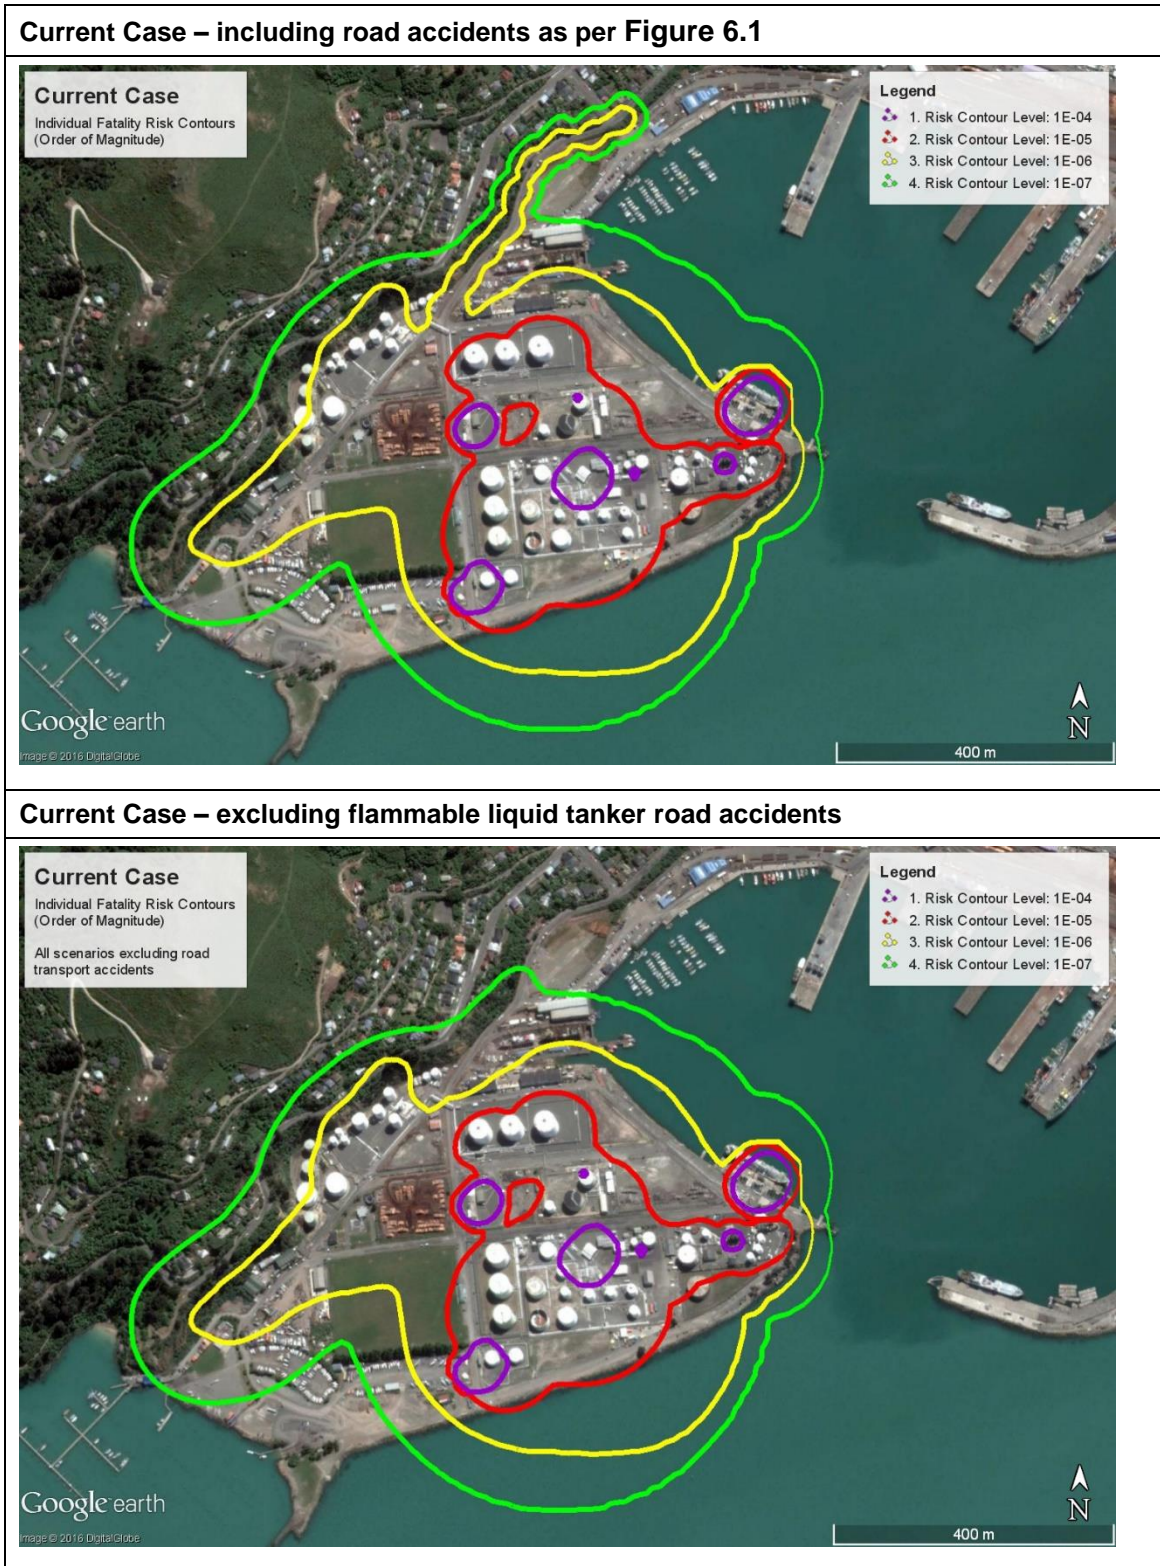 Current Case – including road accidents as per Figure 6.1
Current Case
Individual Fatality Risk Contours
(Order of Magnitude)
Legend
1. Risk Contour Level: 1E-04
2. Risk Contour Level: 1E-05
3. Risk Contour Level: 1E-06
4. Risk Contour Level: 1E-07
Google earth
Image © 2016 DigitalGlobe
N
400 m
Current Case – excluding flammable liquid tanker road accidents
Current Case
Individual Fatality Risk Contours
(Order of Magnitude)
All scenarios excluding road
transport accidents
Legend
1. Risk Contour Level: 1E-04
2. Risk Contour Level: 1E-05
3. Risk Contour Level: 1E-06
4. Risk Contour Level: 1E-07
Google earth
Image © 2016 DigitalGlobe
N
400 m